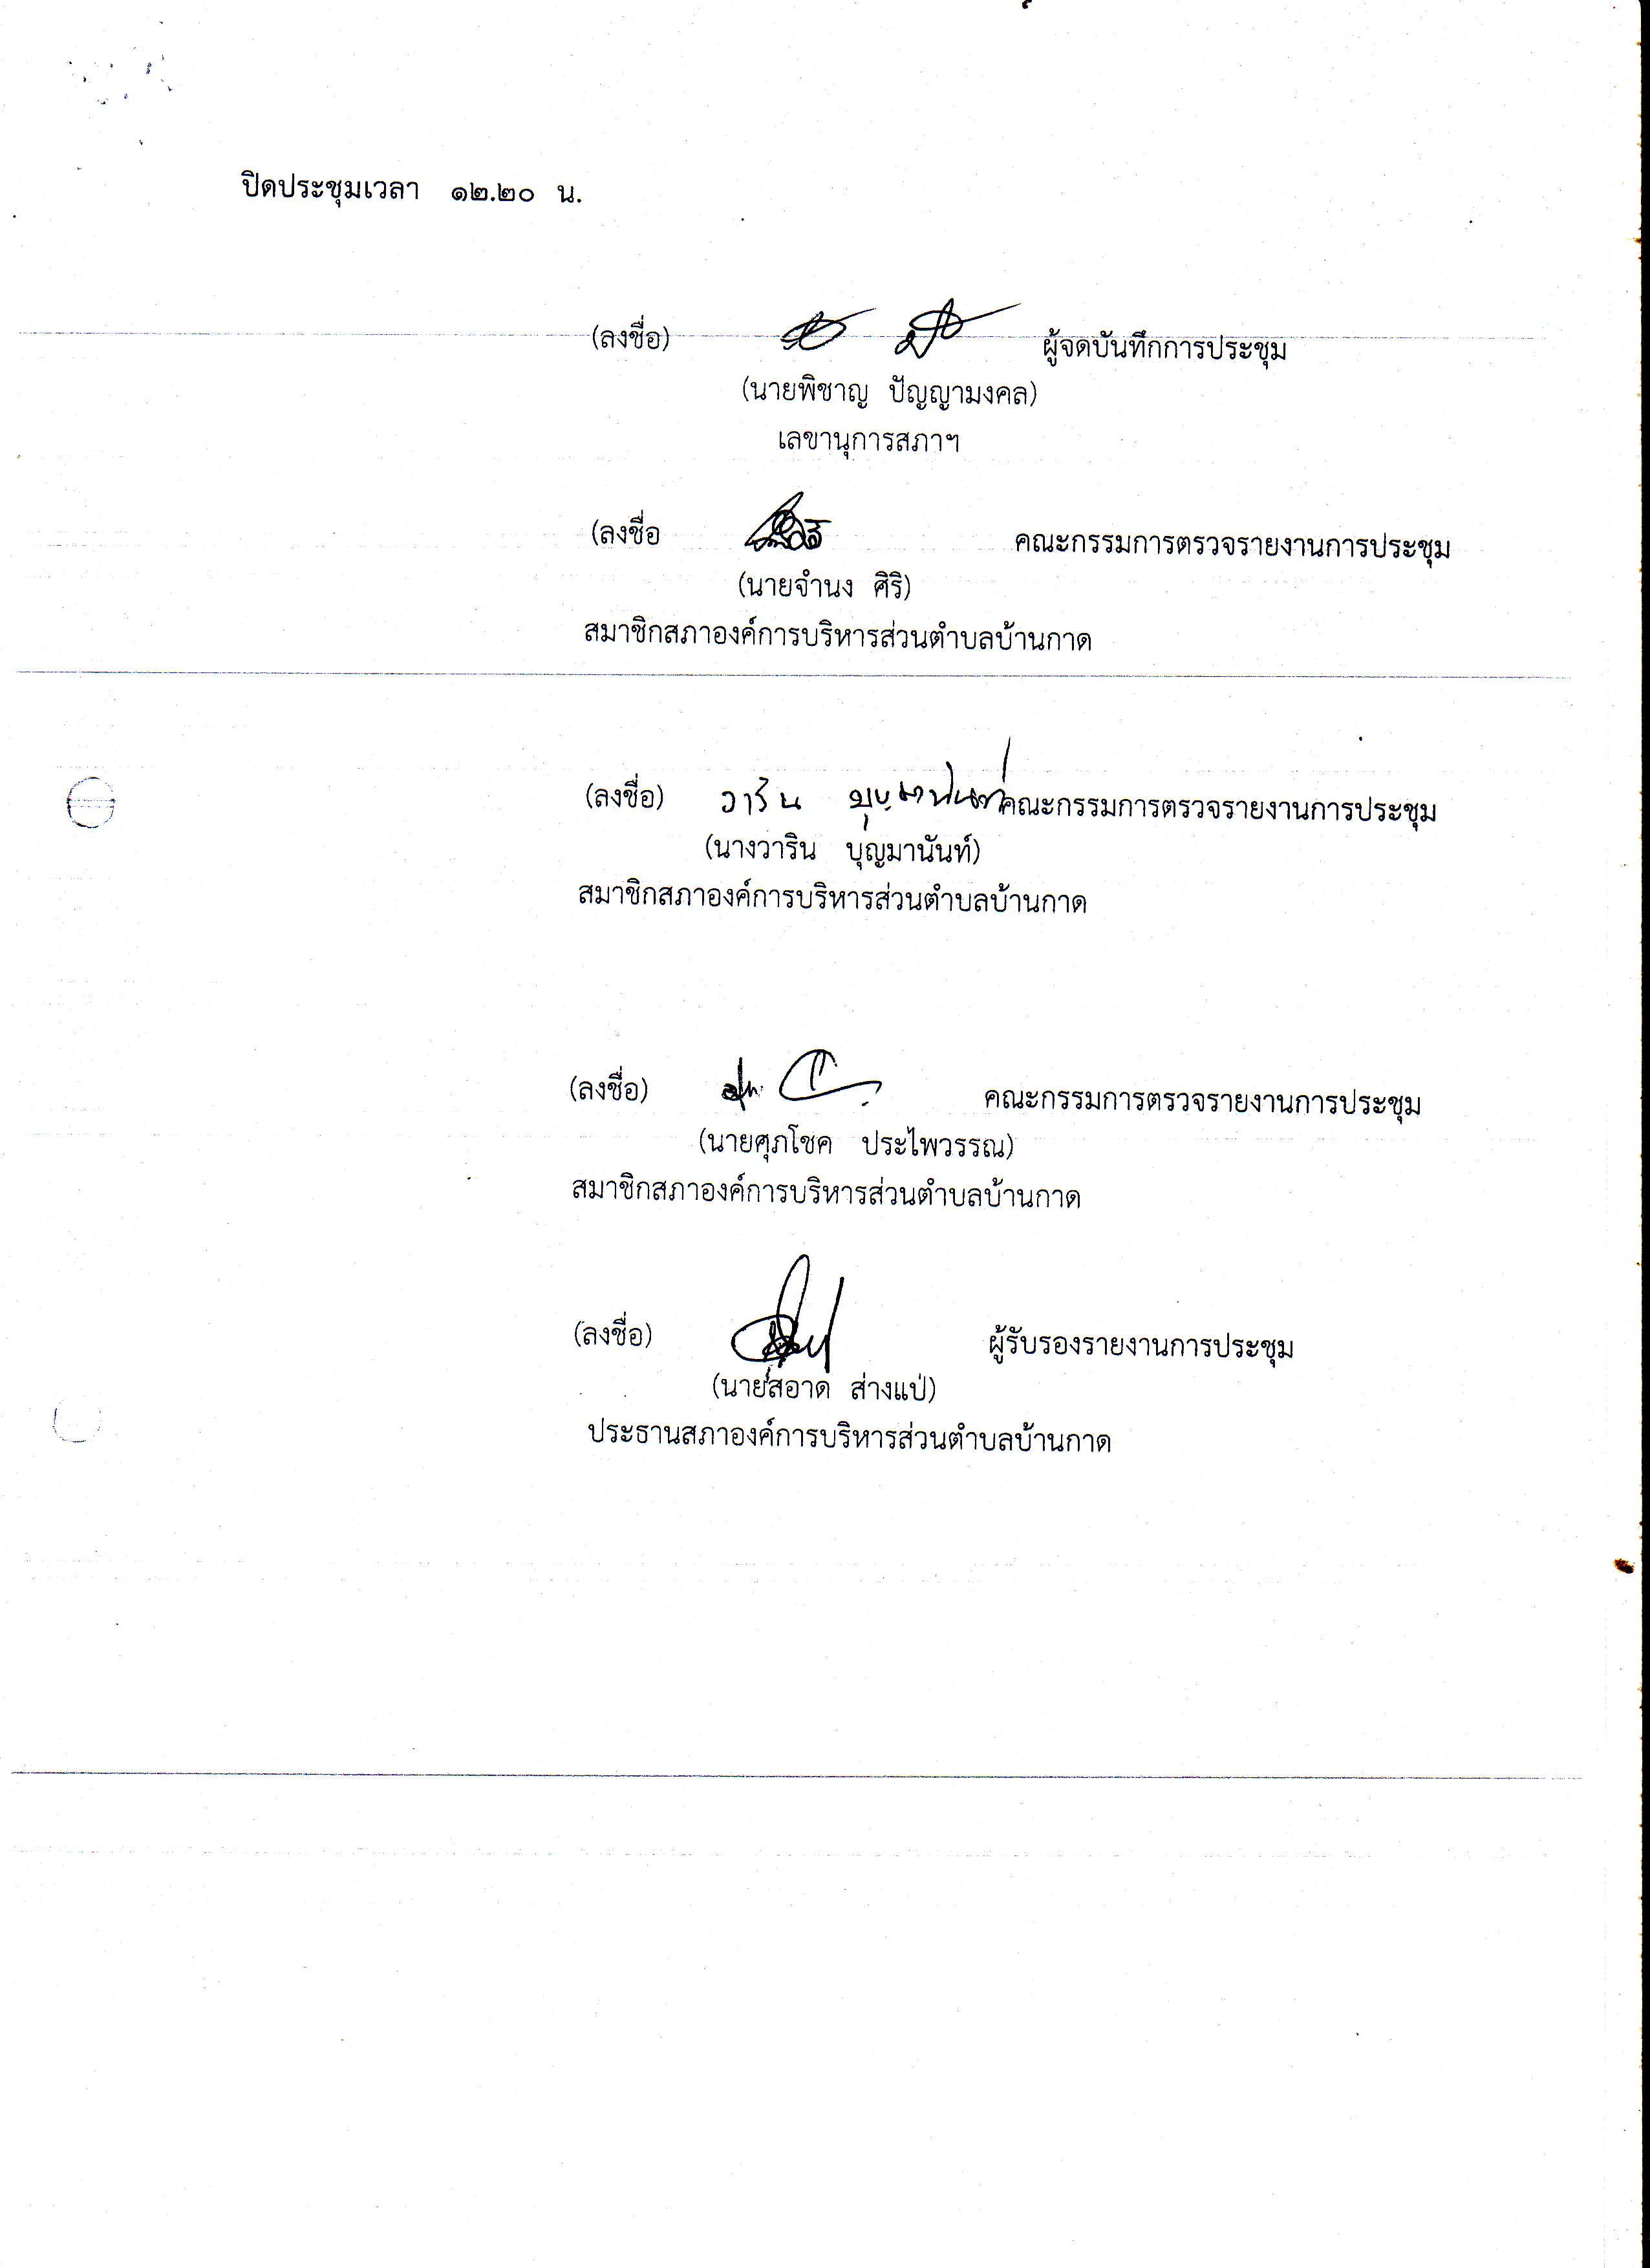 ปิดประชุมเวลา ๑๒.๒๐ น.
(ลงชื่อ) ผู้จดบันทึกการประชุม
(นายพิชาญ ปัญญามงคล)
เลขานุการสภาฯ
(ลงชื่อ คณะกรรมการตรวจรายงานการประชุม
(นายจำนง ศิริ)
สมาชิกสภาองค์การบริหารส่วนตำบลบ้านกาด
(ลงชื่อ) วาริน บุญมานันท์ คณะกรรมการตรวจรายงานการประชุม
(นางวาริน บุญมานันท์)
สมาชิกสภาองค์การบริหารส่วนตำบลบ้านกาด
(ลงชื่อ) คณะกรรมการตรวจรายงานการประชุม
(นายศุภโชค ประไพวรรณ)
สมาชิกสภาองค์การบริหารส่วนตำบลบ้านกาด
(ลงชื่อ) ผู้รับรองรายงานการประชุม
(นายสอาด ส่างแป่)
ประธานสภาองค์การบริหารส่วนตำบลบ้านกาด